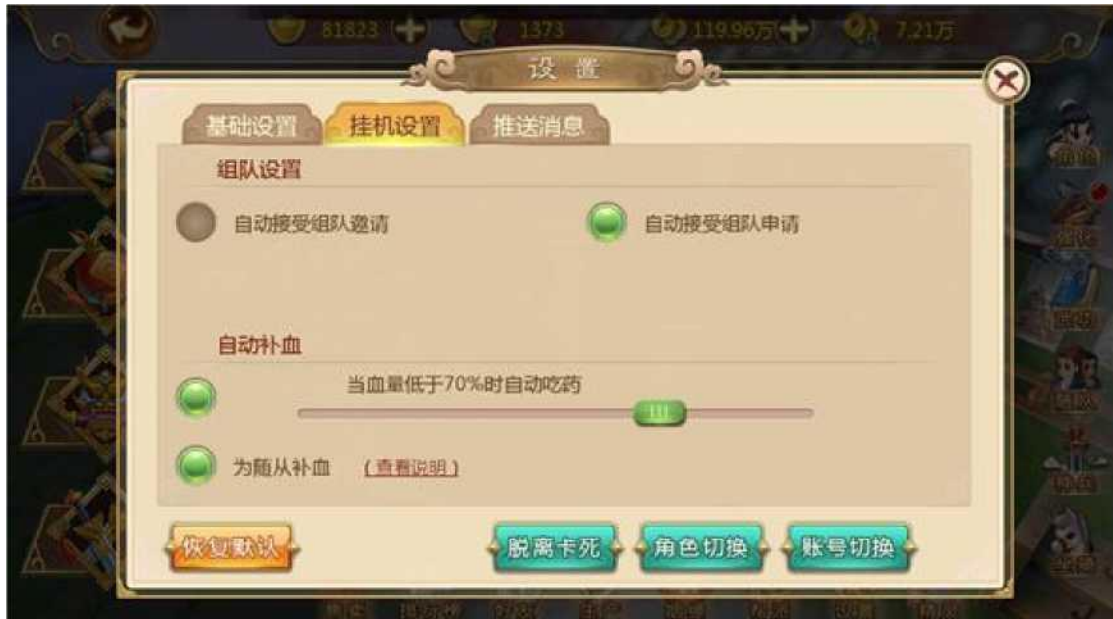 81823 1373 119.96万 7.21万
设置
基础设置 挂机设置 推送消息
组队设置
自动接受组队邀请 自动接受组队申请
自动补血
当血量低于70%时自动吃药
为随从补血 (查看说明)
恢复默认 脱离卡死 角色切换 账号切换